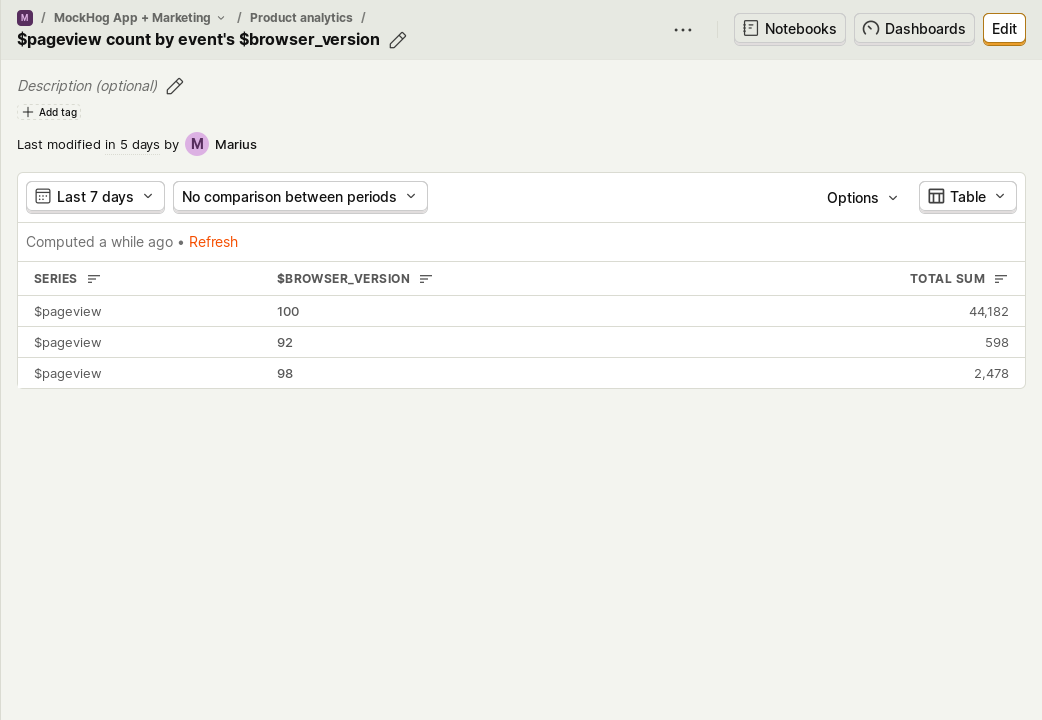 M / MockHog App + Marketing / Product analytics /
$pageview count by event's $browser_version
Notebooks
Dashboards
Edit
Description (optional)
Add tag
Last modified in 5 days by M Marius
Last 7 days
No comparison between periods
Options
Table
Computed a while ago • Refresh
SERIES $BROWSER_VERSION TOTAL SUM
$pageview 100 44,182
$pageview 92 598
$pageview 98 2,478